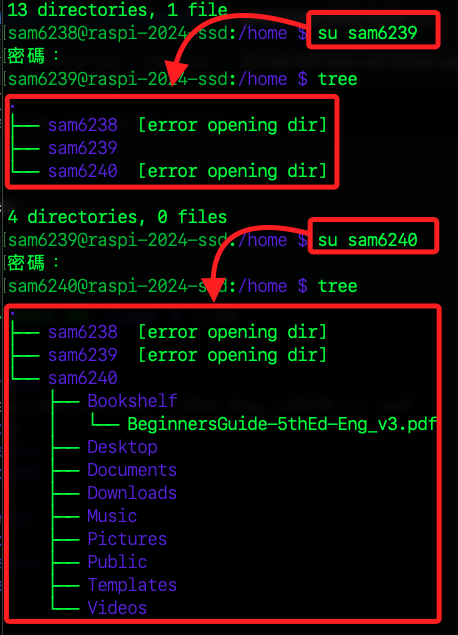 13 directories, 1 file
[sam6238@raspi-2024-ssd:/home $ su sam6239
[密碼：
[sam6239@raspi-2024-ssd:/home $ tree
.
├── sam6238  [error opening dir]
├── sam6239
└── sam6240  [error opening dir]
4 directories, 0 files
[sam6239@raspi-2024-ssd:/home $ su sam6240
[密碼：
[sam6240@raspi-2024-ssd:/home $ tree
.
├── sam6238  [error opening dir]
├── sam6239  [error opening dir]
└── sam6240
    ├── Bookshelf
    │   └── BeginnersGuide-5thEd-Eng_v3.pdf
    ├── Desktop
    ├── Documents
    ├── Downloads
    ├── Music
    ├── Pictures
    ├── Public
    ├── Templates
    └── Videos